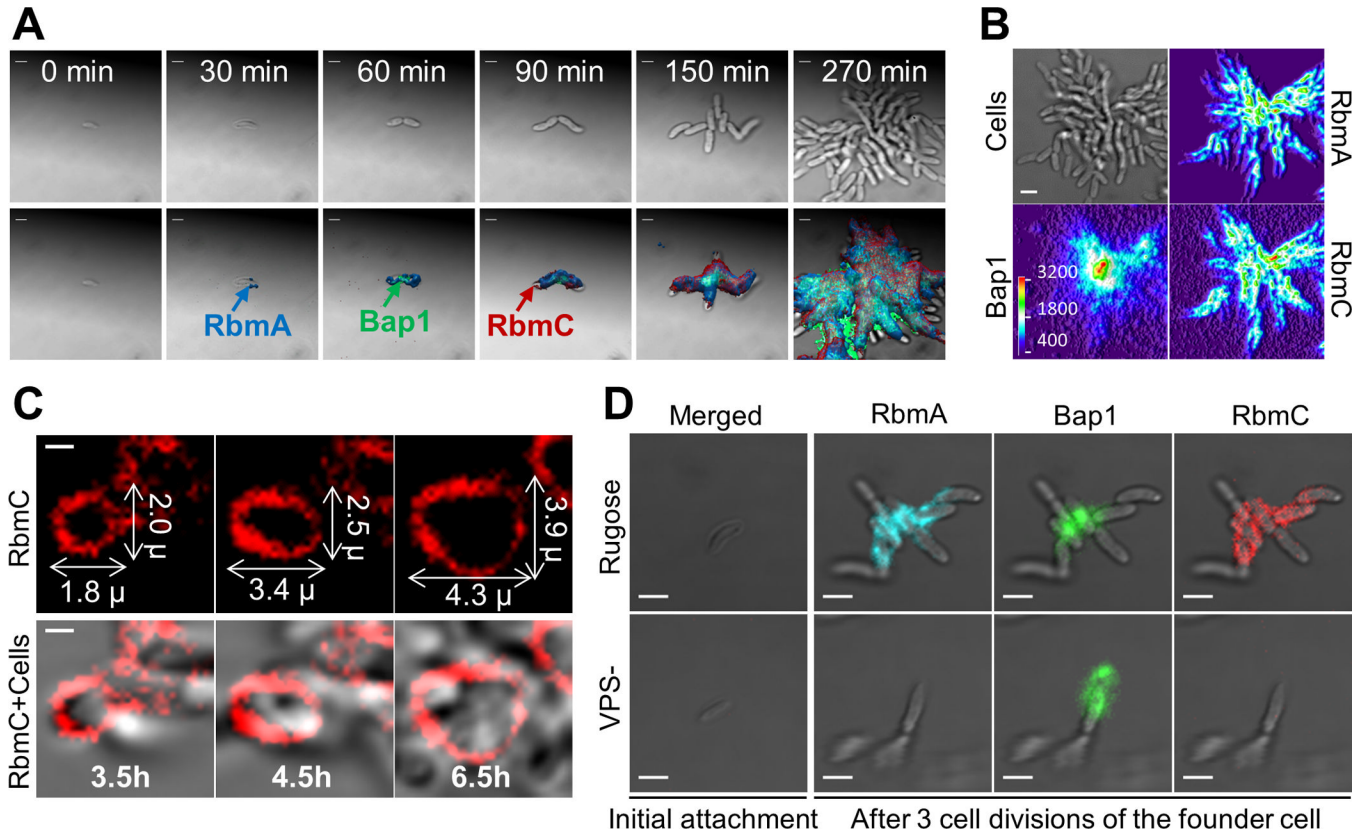 A
0 min
30 min
60 min
90 min
150 min
270 min
RbmA
Bap1
RbmC
B
Cells
RbmA
Bap1
3200
1800
400
RbmC
C
RbmC
2.0 µ
1.8 µ
2.5 µ
3.4 µ
3.9 µ
4.3 µ
RbmC+Cells
3.5h
4.5h
6.5h
D
Merged
RbmA
Bap1
RbmC
Rugose
VPS-
Initial attachment
After 3 cell divisions of the founder cell